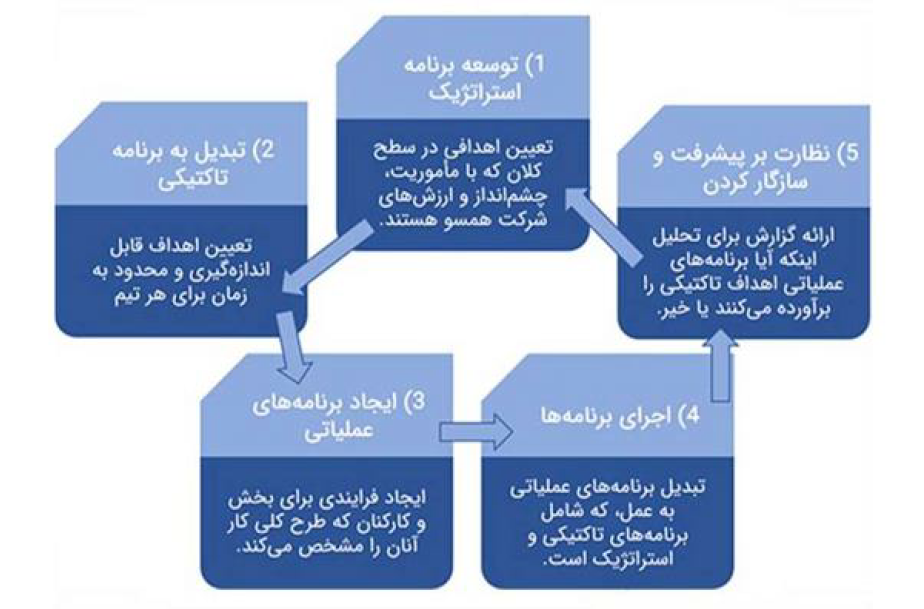 1) توسعه برنامه
استراتژیک
تعیین اهدافی در سطح
کلان که با مأموریت،
چشم‌انداز و ارزش‌های
شرکت همسو هستند.
2) تبدیل به برنامه
تاکتیکی
تعیین اهداف قابل
اندازه‌گیری و محدود به
زمان برای هر تیم
3) ایجاد برنامه‌های
عملیاتی
ایجاد فرایندی برای بخش
و کارکنان که طرح کلی کار
آنان را مشخص می‌کند.
4) اجرای برنامه‌ها
تبدیل برنامه‌های عملیاتی
به عمل، که شامل
برنامه‌های تاکتیکی و
استراتژیک است.
5) نظارت بر پیشرفت و
سازگار کردن
ارائه گزارش برای تحلیل
اینکه آیا برنامه‌های
عملیاتی اهداف تاکتیکی را
برآورده می‌کنند یا خیر.